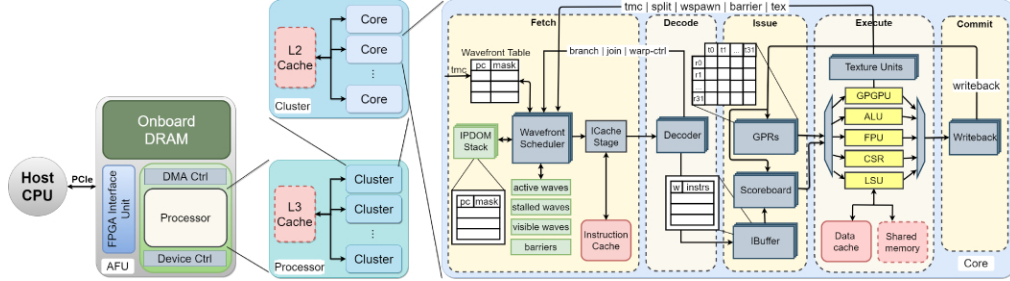 Host
CPU
PCIe
Onboard
DRAM
FPGA Interface
Unit
DMA Ctrl
Processor
Device Ctrl
AFU
L2
Cache
Core
Core
⋮
Core
Cluster
L3
Cache
Cluster
Cluster
⋮
Cluster
Processor
Fetch
Decode
Issue
Execute
Commit
tmc | split | wspawn | barrier | tex
branch | join | warp-ctrl
Wavefront Table
pc mask
tmc
IPDOM
Stack
pc mask
Wavefront
Scheduler
active waves
stalled waves
visible waves
barriers
ICache
Stage
Instruction
Cache
Decoder
w instrs
t0 t1 ... t31
r0
r1
...
r31
GPRs
Scoreboard
IBuffer
Texture Units
GPGPU
ALU
FPU
CSR
LSU
Data
cache
Shared
memory
writeback
Writeback
Core